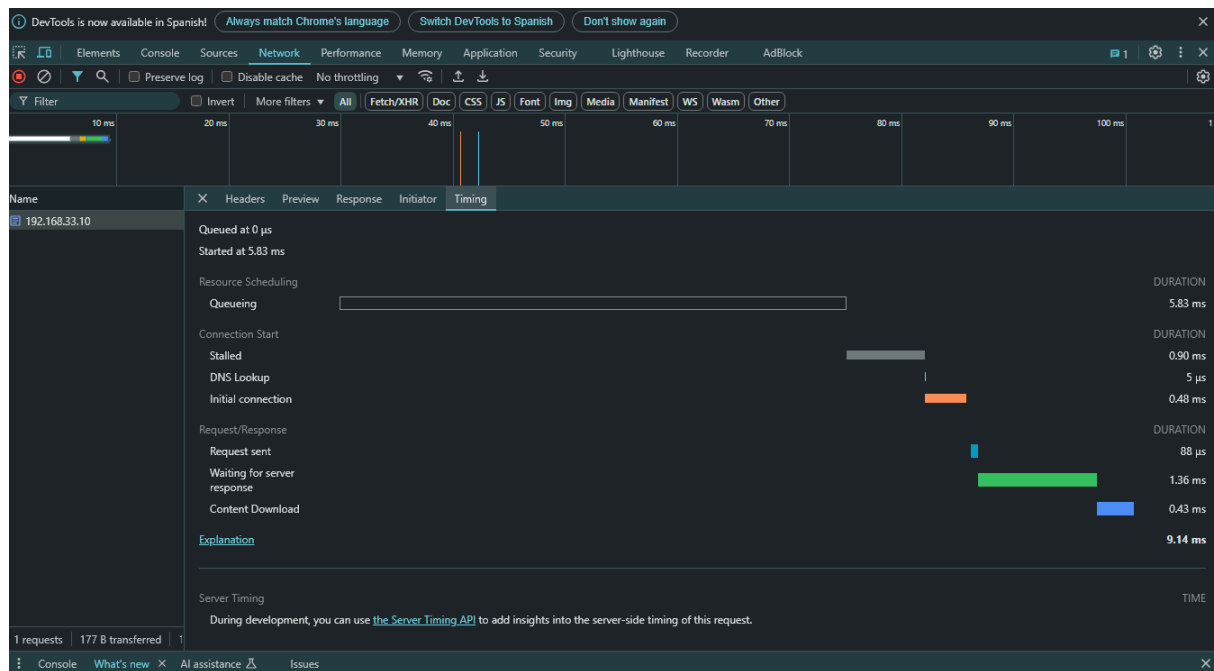 DevTools is now available in Spanish! Always match Chrome's language Switch DevTools to Spanish Don't show again
Elements Console Sources Network Performance Memory Application Security Lighthouse Recorder AdBlock 1
Preserve log Disable cache No throttling
Filter Invert More filters All Fetch/XHR Doc CSS JS Font Img Media Manifest WS Wasm Other
10 ms 20 ms 30 ms 40 ms 50 ms 60 ms 70 ms 80 ms 90 ms 100 ms 1
Name Headers Preview Response Initiator Timing
192.168.33.10
Queued at 0 μs
Started at 5.83 ms
Resource Scheduling DURATION
Queueing 5.83 ms
Connection Start DURATION
Stalled 0.90 ms
DNS Lookup 5 μs
Initial connection 0.48 ms
Request/Response DURATION
Request sent 88 μs
Waiting for server
response 1.36 ms
Content Download 0.43 ms
Explanation 9.14 ms
Server Timing TIME
During development, you can use the Server Timing API to add insights into the server-side timing of this request.
1 requests 177 B transferred 1
Console What's new AI assistance Issues